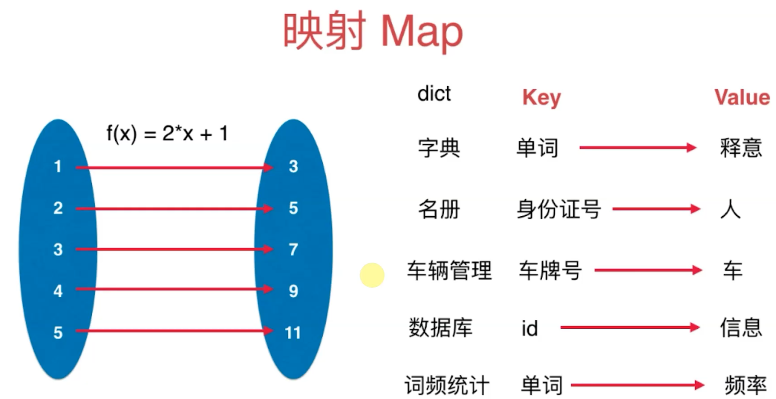 映射 Map
f(x) = 2*x + 1
1 3
2 5
3 7
4 9
5 11
dict Key Value
字典 单词 释意
名册 身份证号 人
车辆管理 车牌号 车
数据库 id 信息
词频统计 单词 频率